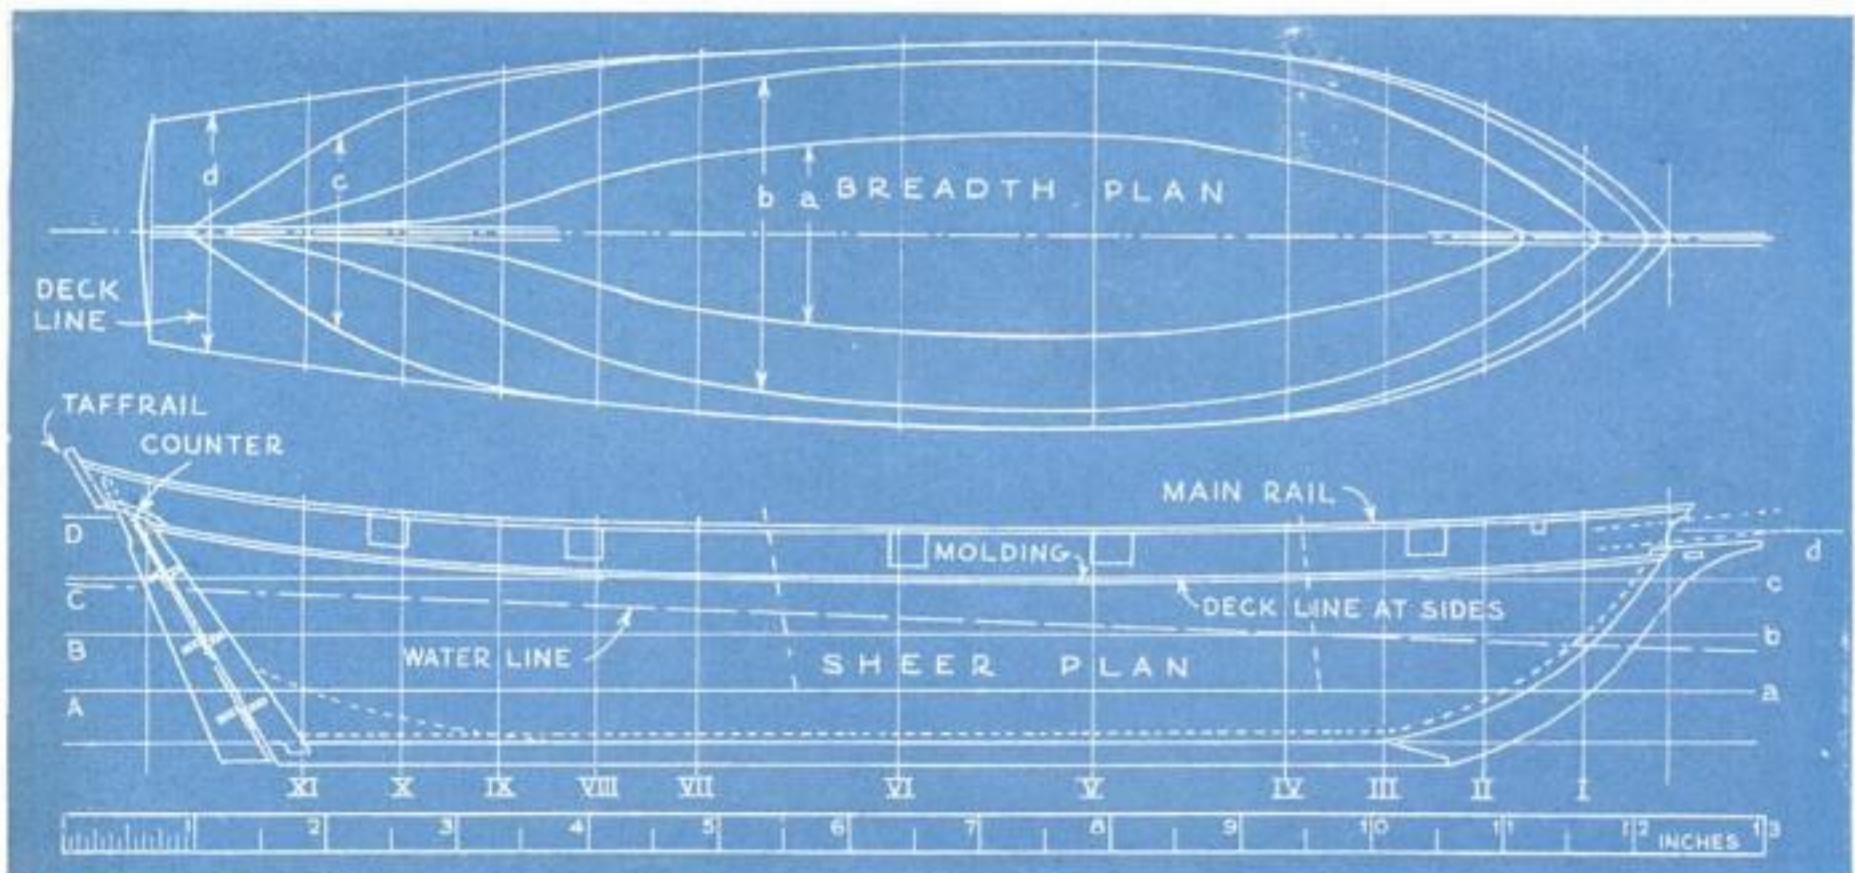 d
c
b
a
BREADTH PLAN
DECK
LINE
TAFFRAIL
COUNTER
MAIN RAIL
D
MOLDING
d
C
c
DECK LINE AT SIDES
B
WATER LINE
SHEER PLAN
b
A
a
XI X IX VIII VII VI V IV III II I
1 2 3 4 5 6 7 8 9 10 11 12 13
INCHES